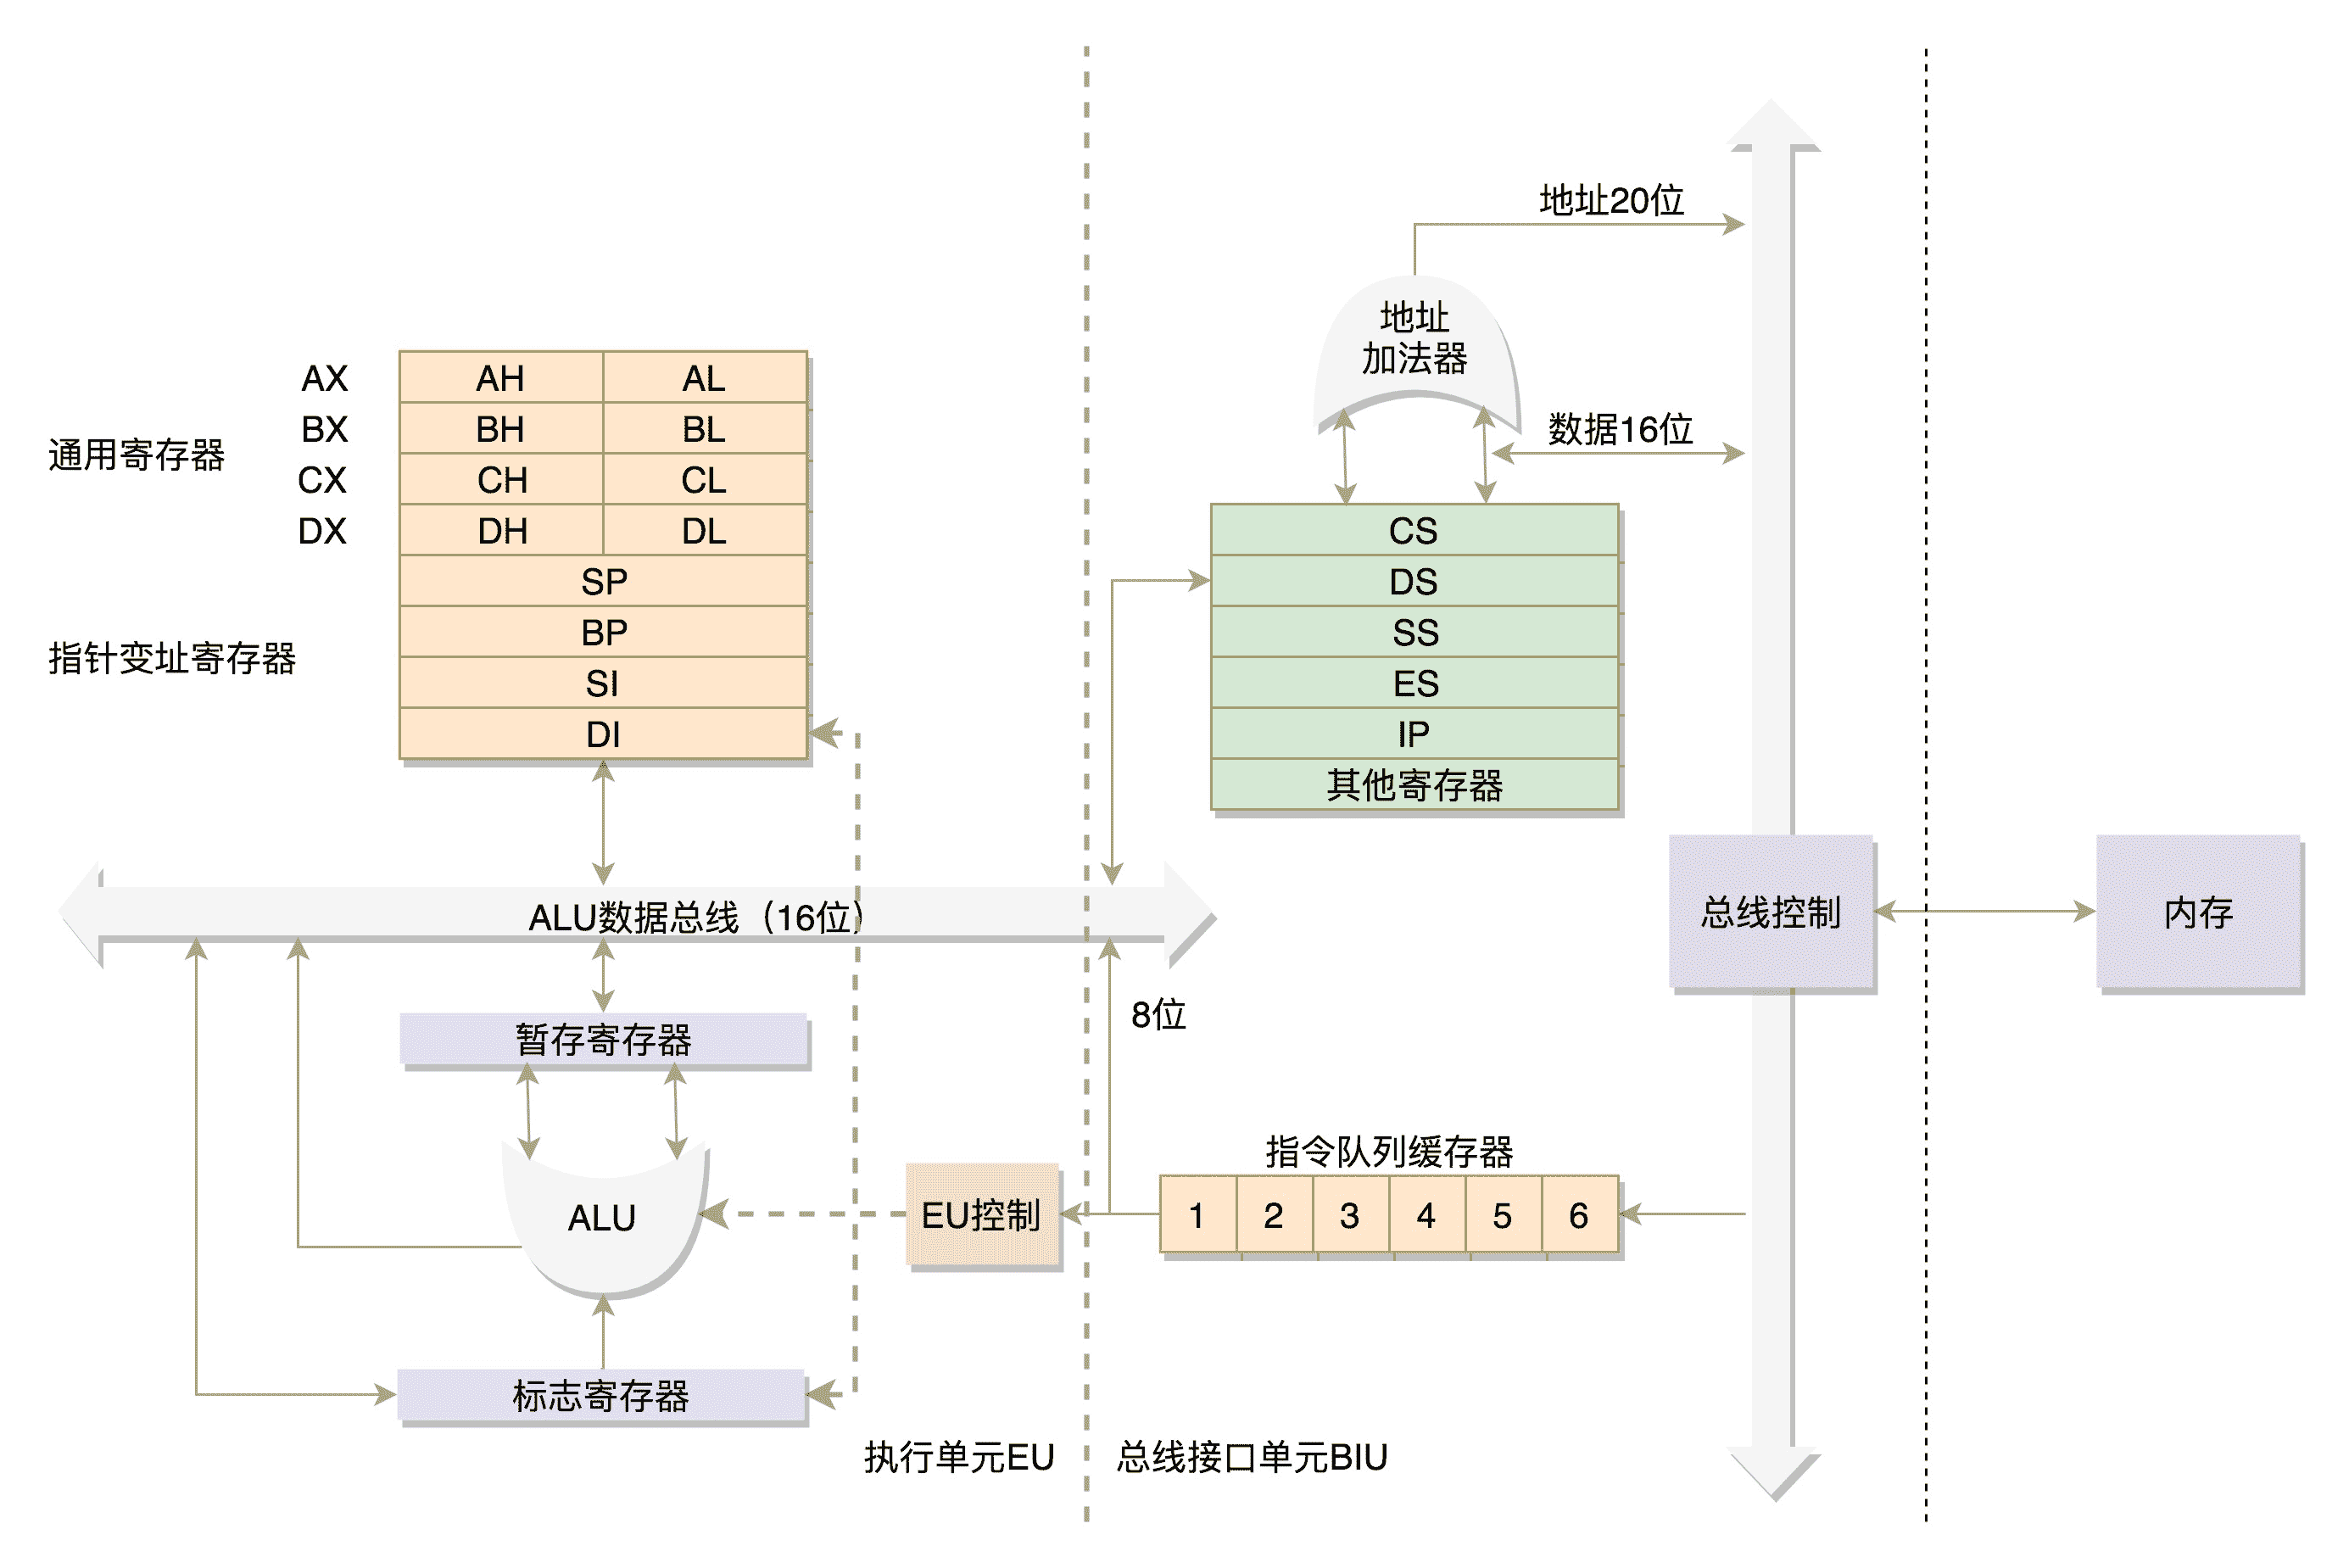 地址20位
地址
加法器
数据16位
通用寄存器
AX
AH
AL
BX
BH
BL
CX
CH
CL
DX
DH
DL
指针变址寄存器
SP
BP
SI
DI
CS
DS
SS
ES
IP
其他寄存器
ALU数据总线（16位）
总线控制
内存
暂存寄存器
8位
ALU
EU控制
指令队列缓存器
1
2
3
4
5
6
标志寄存器
执行单元EU
总线接口单元BIU